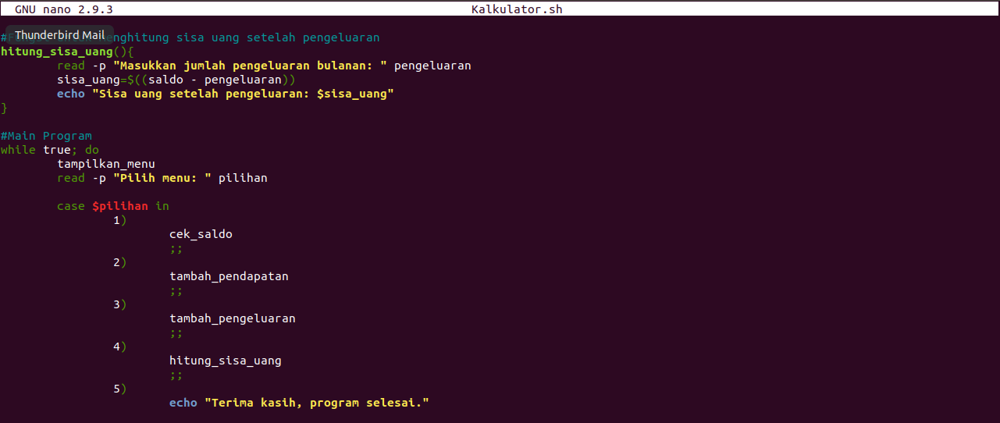 GNU nano 2.9.3 Kalkulator.sh
Thunderbird Mail
# menghitung sisa uang setelah pengeluaran
hitung_sisa_uang(){
        read -p "Masukkan jumlah pengeluaran bulanan: " pengeluaran
        sisa_uang=$((saldo - pengeluaran))
        echo "Sisa uang setelah pengeluaran: $sisa_uang"
}
#Main Program
while true; do
        tampilkan_menu
        read -p "Pilih menu: " pilihan
        case $pilihan in
                1)
                        cek_saldo
                        ;;
                2)
                        tambah_pendapatan
                        ;;
                3)
                        tambah_pengeluaran
                        ;;
                4)
                        hitung_sisa_uang
                        ;;
                5)
                        echo "Terima kasih, program selesai."